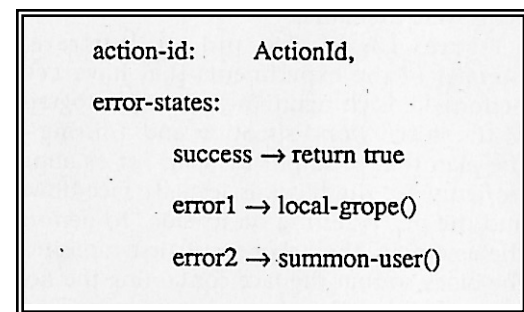 action-id: ActionId,
error-states:
success → return true
error1 → local-grope()
error2 → summon-user()